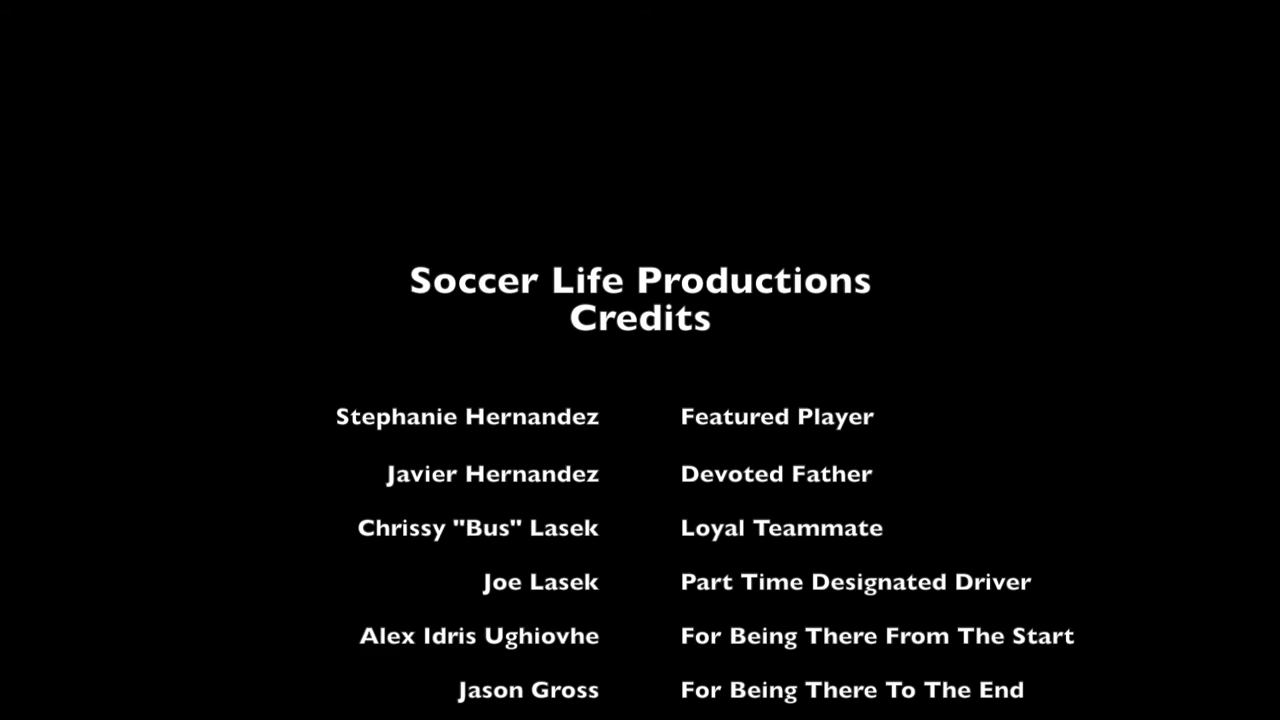 Soccer Life Productions
Credits
Stephanie Hernandez Featured Player
Javier Hernandez Devoted Father
Chrissy "Bus" Lasek Loyal Teammate
Joe Lasek Part Time Designated Driver
Alex Idris Ughiovhe For Being There From The Start
Jason Gross For Being There To The End